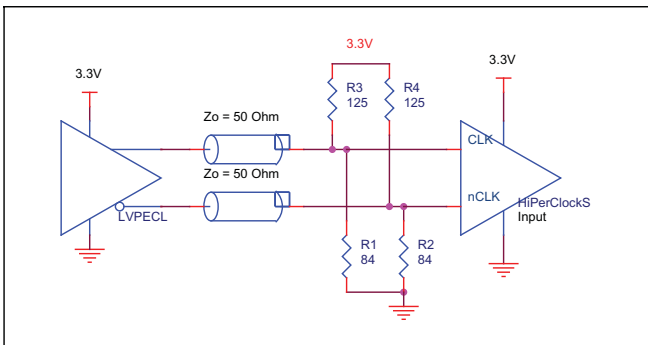 3.3V
3.3V
3.3V
R3
125
R4
125
Zo = 50 Ohm
CLK
Zo = 50 Ohm
nCLK
LVPECL
HiPerClockS
Input
R1
84
R2
84